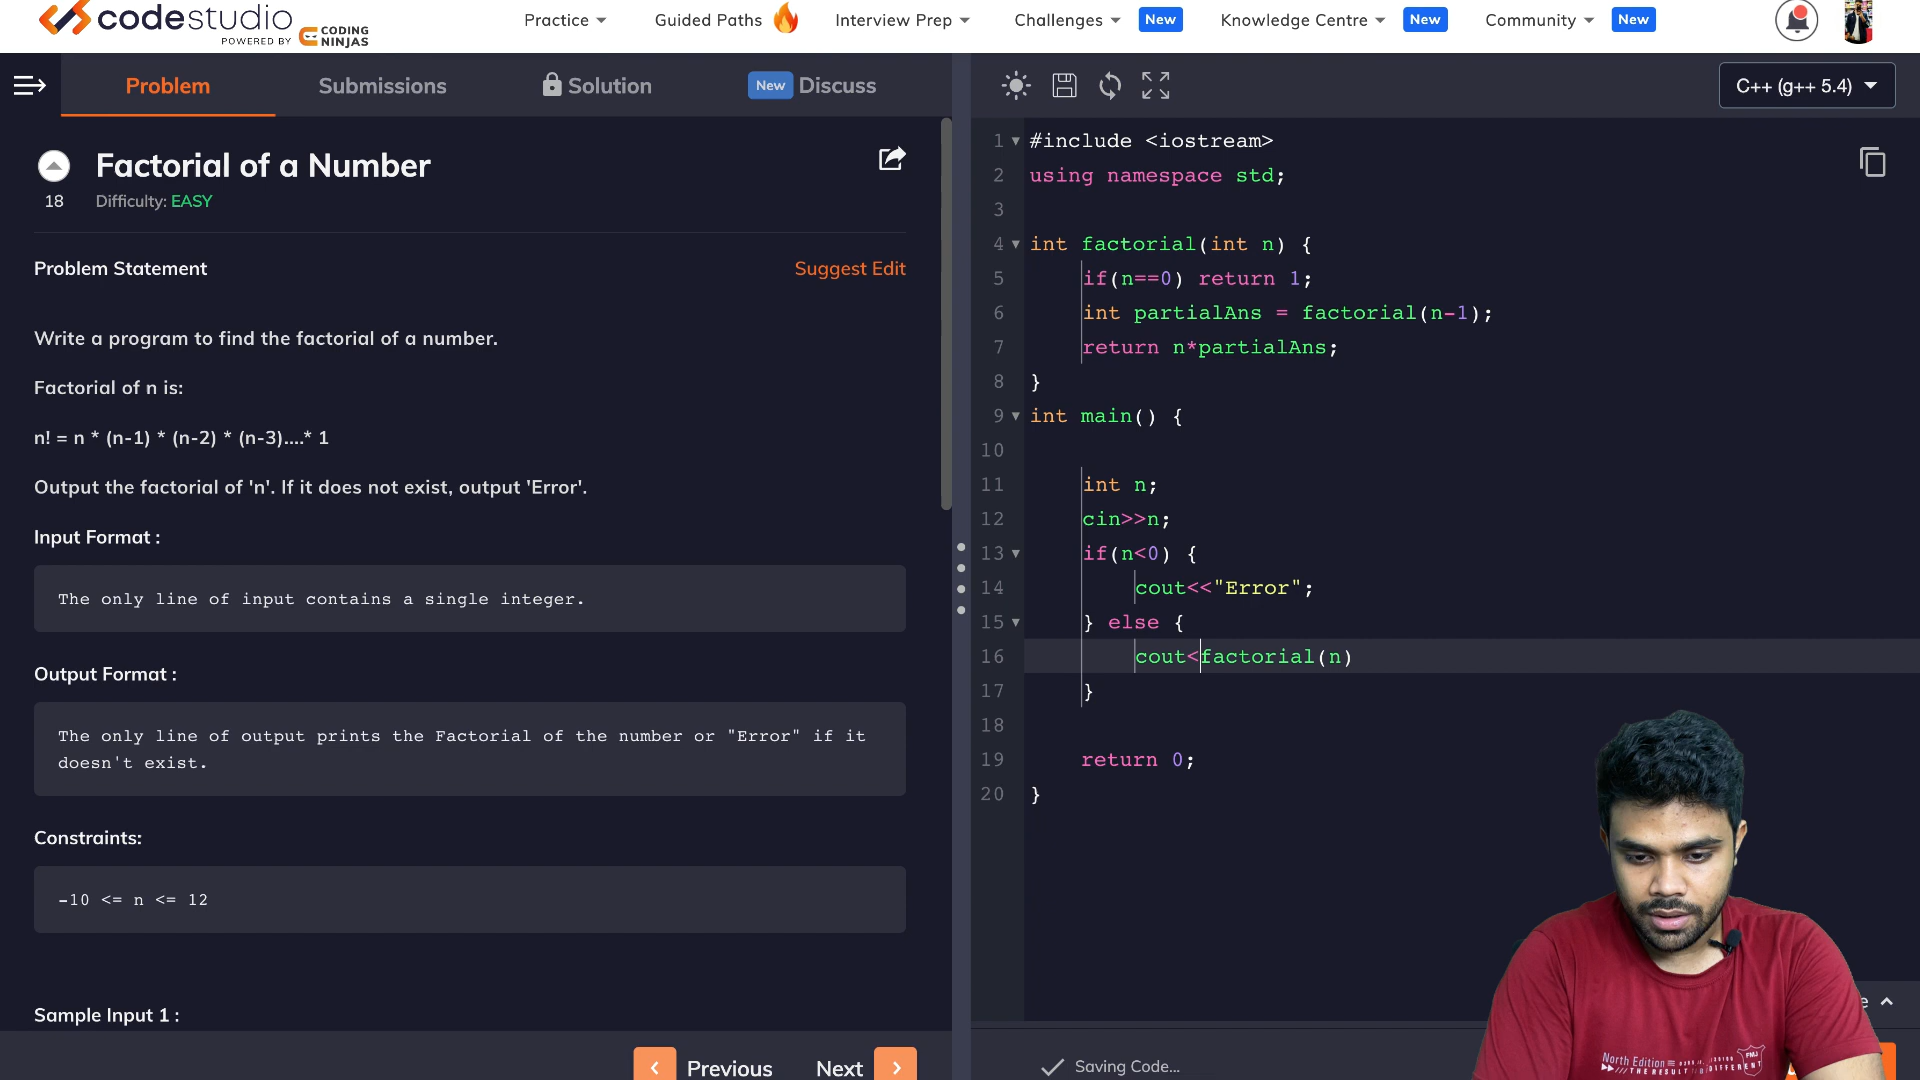 codestudio
POWERED BY CODING NINJAS
Practice
Guided Paths
Interview Prep
Challenges New
Knowledge Centre New
Community New
Problem
Submissions
Solution
New Discuss
C++ (g++ 5.4)
Factorial of a Number
18
Difficulty: EASY
Problem Statement
Suggest Edit
Write a program to find the factorial of a number.
Factorial of n is:
n! = n * (n-1) * (n-2) * (n-3)....* 1
Output the factorial of 'n'. If it does not exist, output 'Error'.
Input Format :
The only line of input contains a single integer.
Output Format :
The only line of output prints the Factorial of the number or "Error" if it
doesn't exist.
Constraints:
-10 <= n <= 12
Sample Input 1 :
Previous
Next
1 #include <iostream>
2 using namespace std;
3
4 int factorial(int n) {
5 if(n==0) return 1;
6 int partialAns = factorial(n-1);
7 return n*partialAns;
8 }
9 int main() {
10
11 int n;
12 cin>>n;
13 if(n<0) {
14 cout<<"Error";
15 } else {
16 cout<factorial(n)
17 }
18
19 return 0;
20 }
Saving Code...
North Edition